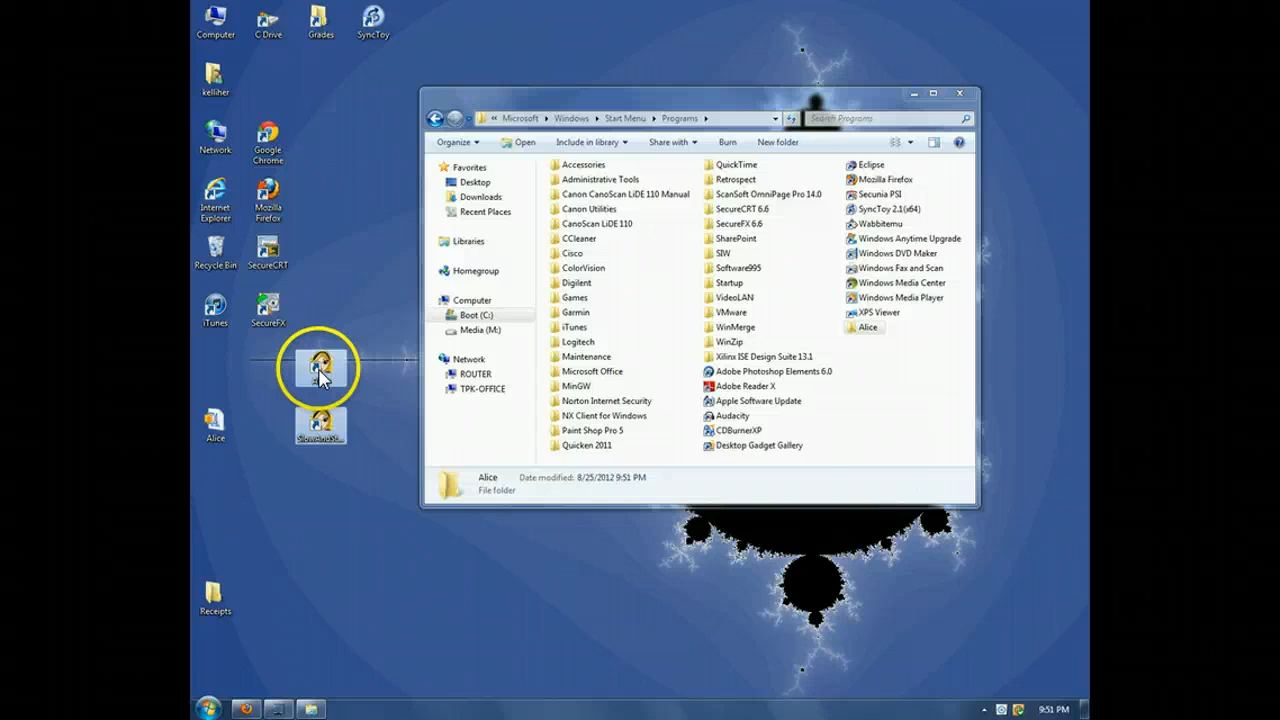 Computer
C Drive
Grades
SyncToy
kelliher
Network
Google
Chrome
Internet
Explorer
Mozilla
Firefox
Recycle Bin
SecureCRT
iTunes
SecureFX
Alice
SlowAndSt...
Receipts
« Microsoft ▸ Windows ▸ Start Menu ▸ Programs ▸
Search Programs
Organize ▾ Open Include in library ▾ Share with ▾ Burn New folder
Favorites
Desktop
Downloads
Recent Places
Libraries
Homegroup
Computer
Boot (C:)
Media (M:)
Network
ROUTER
TPK-OFFICE
Accessories
Administrative Tools
Canon CanoScan LiDE 110 Manual
Canon Utilities
CanoScan LiDE 110
CCleaner
Cisco
ColorVision
Digilent
Games
Garmin
iTunes
Logitech
Maintenance
Microsoft Office
MinGW
Norton Internet Security
NX Client for Windows
Paint Shop Pro 5
Quicken 2011
QuickTime
Retrospect
ScanSoft OmniPage Pro 14.0
SecureCRT 6.6
SecureFX 6.6
SharePoint
SIW
Software995
Startup
VideoLAN
VMware
WinMerge
WinZip
Xilinx ISE Design Suite 13.1
Adobe Photoshop Elements 6.0
Adobe Reader X
Apple Software Update
Audacity
CDBurnerXP
Desktop Gadget Gallery
Eclipse
Mozilla Firefox
Secunia PSI
SyncToy 2.1(x64)
Wabbitemu
Windows Anytime Upgrade
Windows DVD Maker
Windows Fax and Scan
Windows Media Center
Windows Media Player
XPS Viewer
Alice
Alice Date modified: 8/25/2012 9:51 PM
File folder
9:51 PM